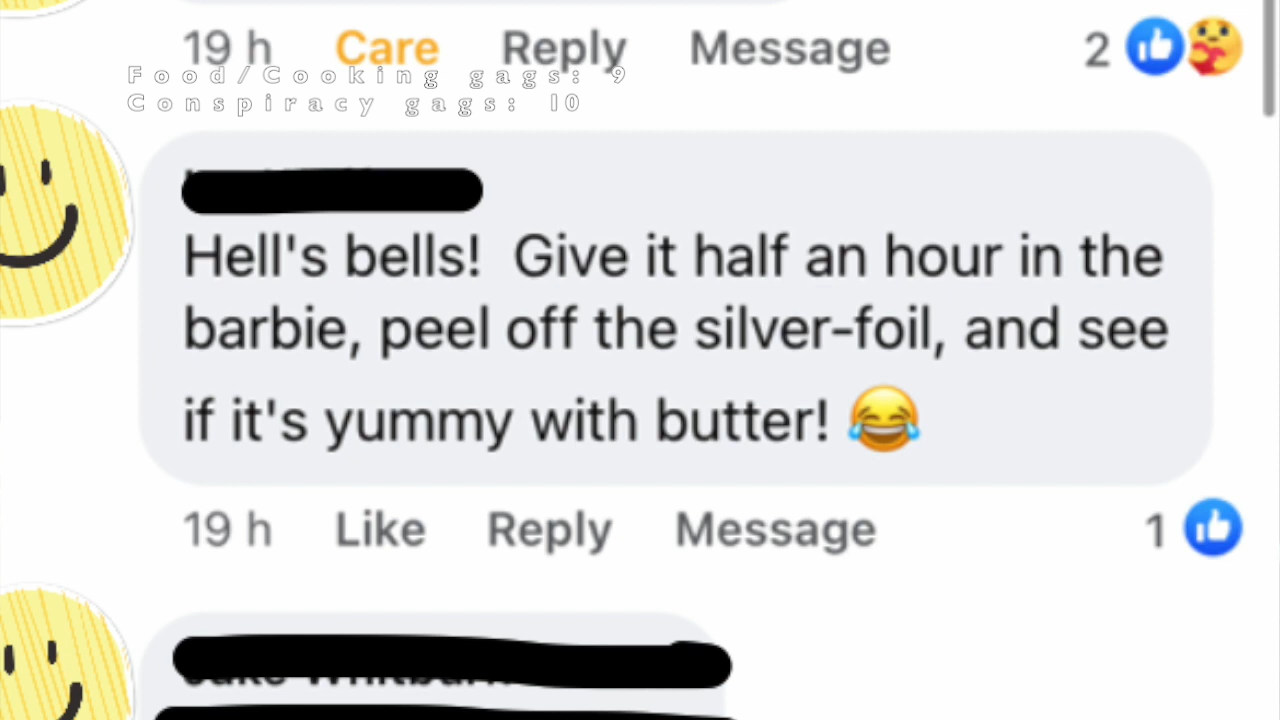 19 h Care Reply Message 2
Food/Cooking gags: 9
Conspiracy gags: 10
Hell's bells! Give it half an hour in the
barbie, peel off the silver-foil, and see
if it's yummy with butter! 😂
19 h Like Reply Message 1